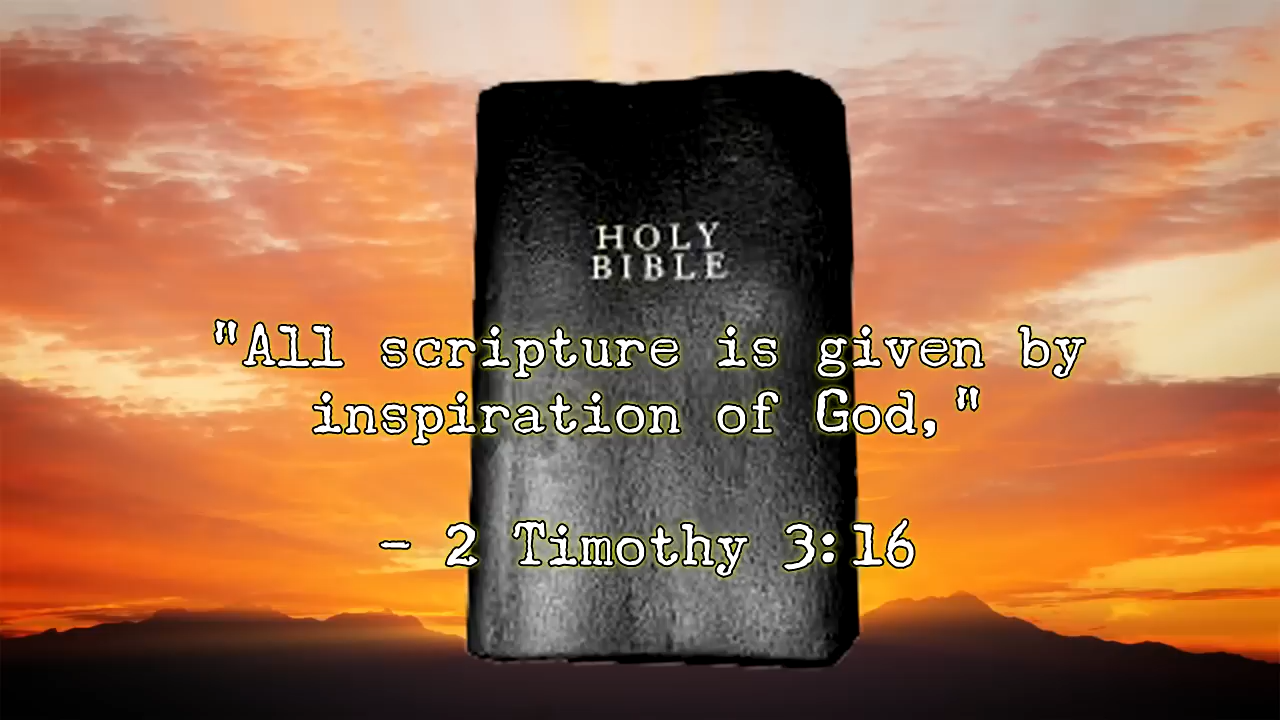 HOLY
BIBLE
"All scripture is given by
inspiration of God,"
- 2 Timothy 3:16